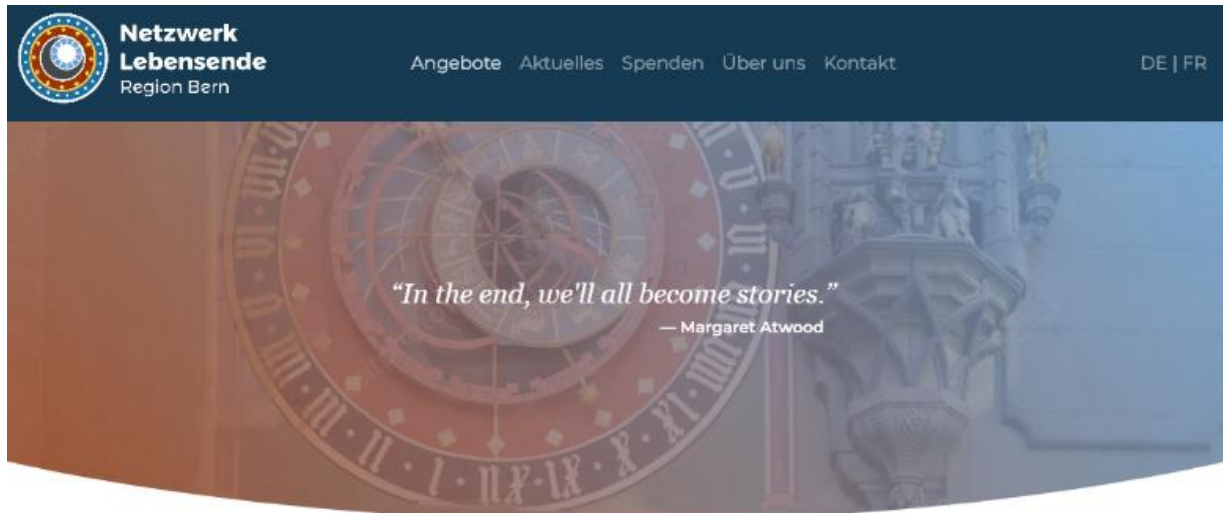 Netzwerk
Lebensende
Region Bern
Angebote Aktuelles Spenden Über uns Kontakt
DE | FR
“In the end, we'll all become stories.”
— Margaret Atwood